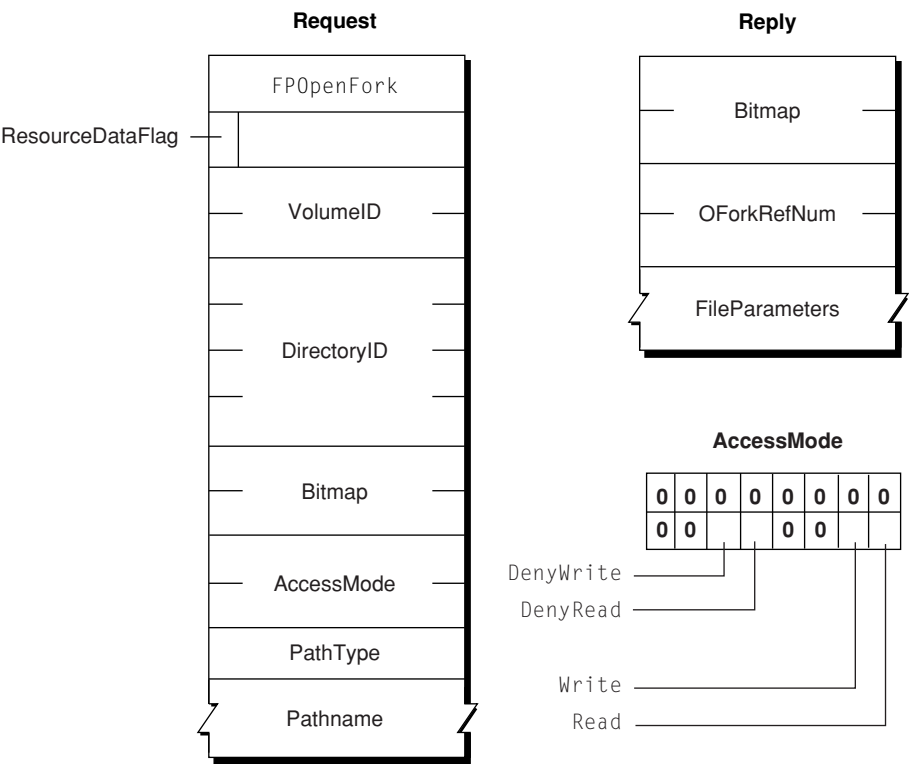 Request
FPOpenFork
ResourceDataFlag
VolumeID
DirectoryID
Bitmap
AccessMode
PathType
Pathname
Reply
Bitmap
OForkRefNum
FileParameters
AccessMode
0 0 0 0 0 0 0 0
0 0 0 0
DenyWrite
DenyRead
Write
Read